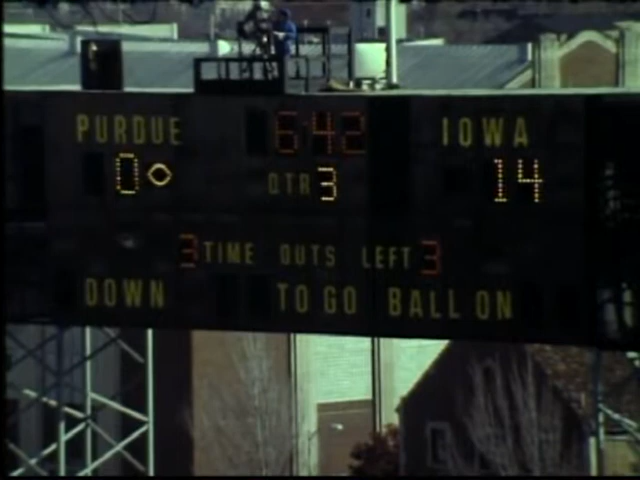 PURDUE 6:42 IOWA
0 QTR 3 14
3 TIME OUTS LEFT 3
DOWN TO GO BALL ON